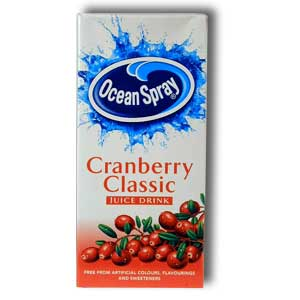 Ocean Spray®
Cranberry
Classic
JUICE DRINK
FREE FROM ARTIFICIAL COLOURS, FLAVOURINGS
AND SWEETENERS